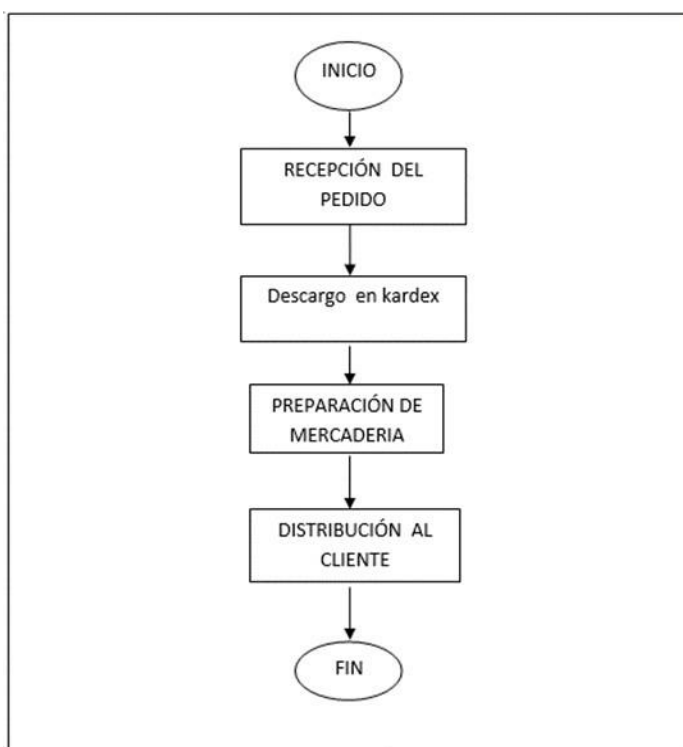 INICIO
RECEPCIÓN DEL
PEDIDO
Descargo en kardex
PREPARACIÓN DE
MERCADERIA
DISTRIBUCIÓN AL
CLIENTE
FIN